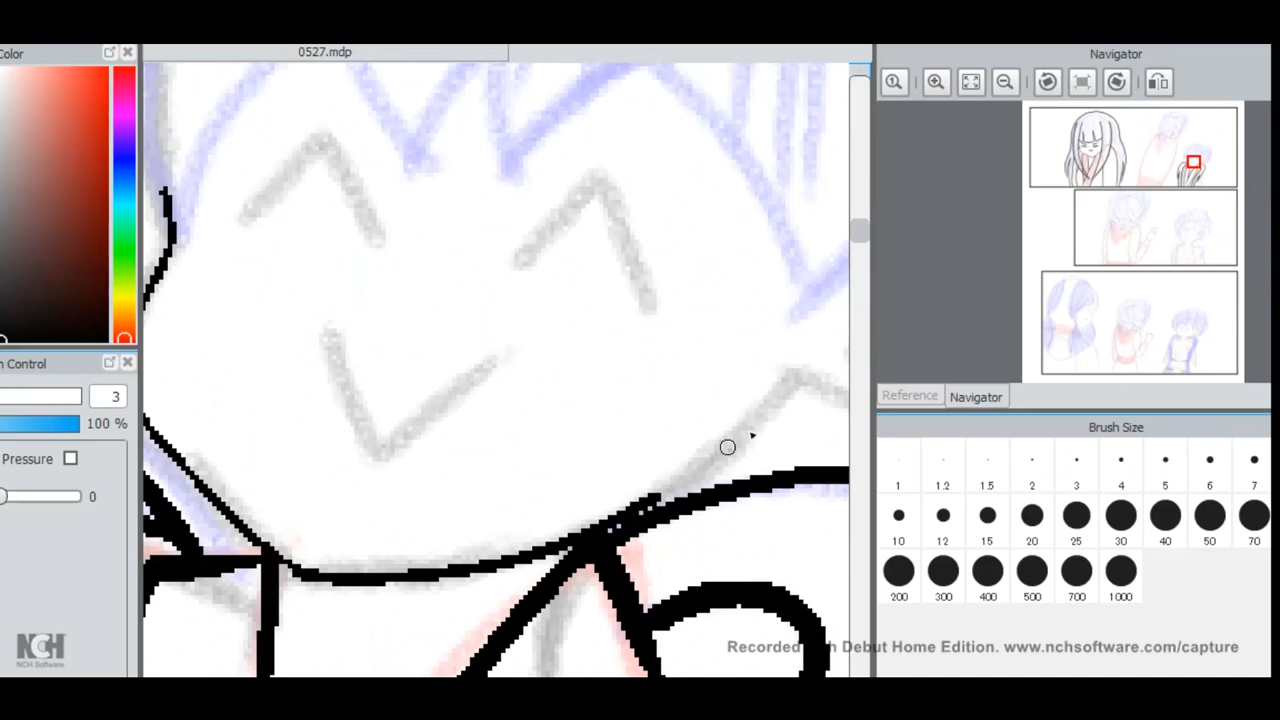 Color
0527.mdp
Navigator
Control
3
100 %
Pressure
0
Reference
Navigator
Brush Size
1 1.2 1.5 2 3 4 5 6 7
10 12 15 20 25 30 40 50 70
200 300 400 500 700 1000
NCH
NCH Software
Recorded Debut Home Edition. www.nchsoftware.com/capture